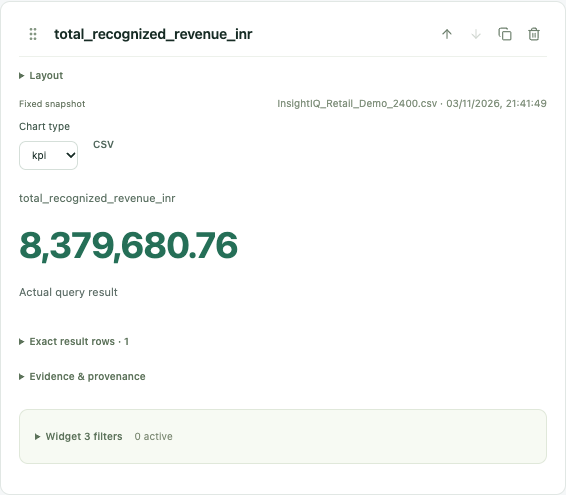 total_recognized_revenue_inr
Layout
Fixed snapshot InsightIQ_Retail_Demo_2400.csv · 03/11/2026, 21:41:49
Chart type
kpi CSV
total_recognized_revenue_inr
8,379,680.76
Actual query result
Exact result rows · 1
Evidence & provenance
Widget 3 filters 0 active